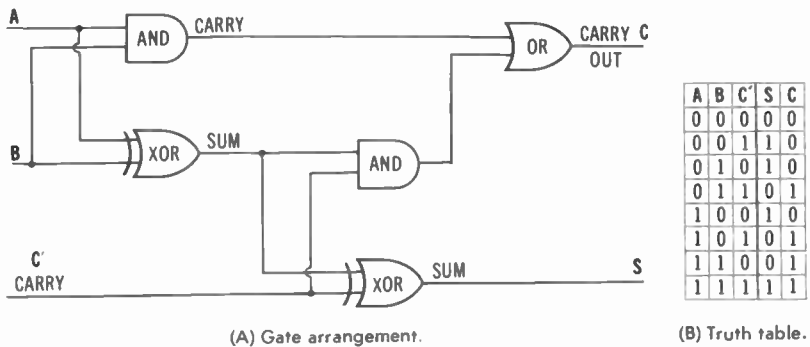 A
AND
CARRY
OR
CARRY C
OUT
B
XOR
SUM
AND
C'
CARRY
XOR
SUM
S
(A) Gate arrangement.
A B C' S C
0 0 0 0 0
0 0 1 1 0
0 1 0 1 0
0 1 1 0 1
1 0 0 1 0
1 0 1 0 1
1 1 0 0 1
1 1 1 1 1
(B) Truth table.